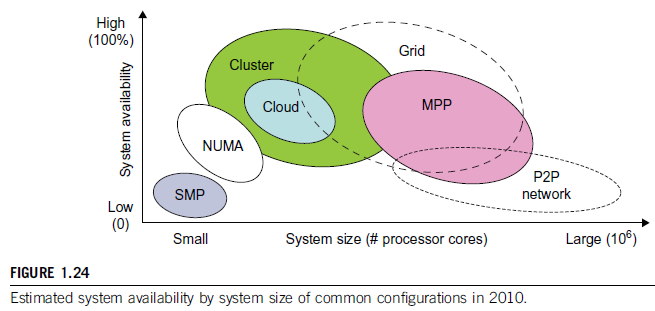 High
(100%)
System availability
Low
(0)
Cluster
Cloud
Grid
MPP
NUMA
SMP
P2P
network
Small
System size (# processor cores)
Large (10⁶)
FIGURE 1.24
Estimated system availability by system size of common configurations in 2010.